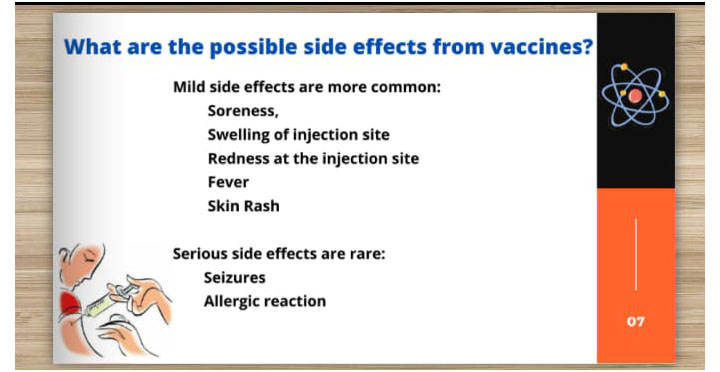 What are the possible side effects from vaccines?
Mild side effects are more common:
Soreness,
Swelling of injection site
Redness at the injection site
Fever
Skin Rash
Serious side effects are rare:
Seizures
Allergic reaction
07